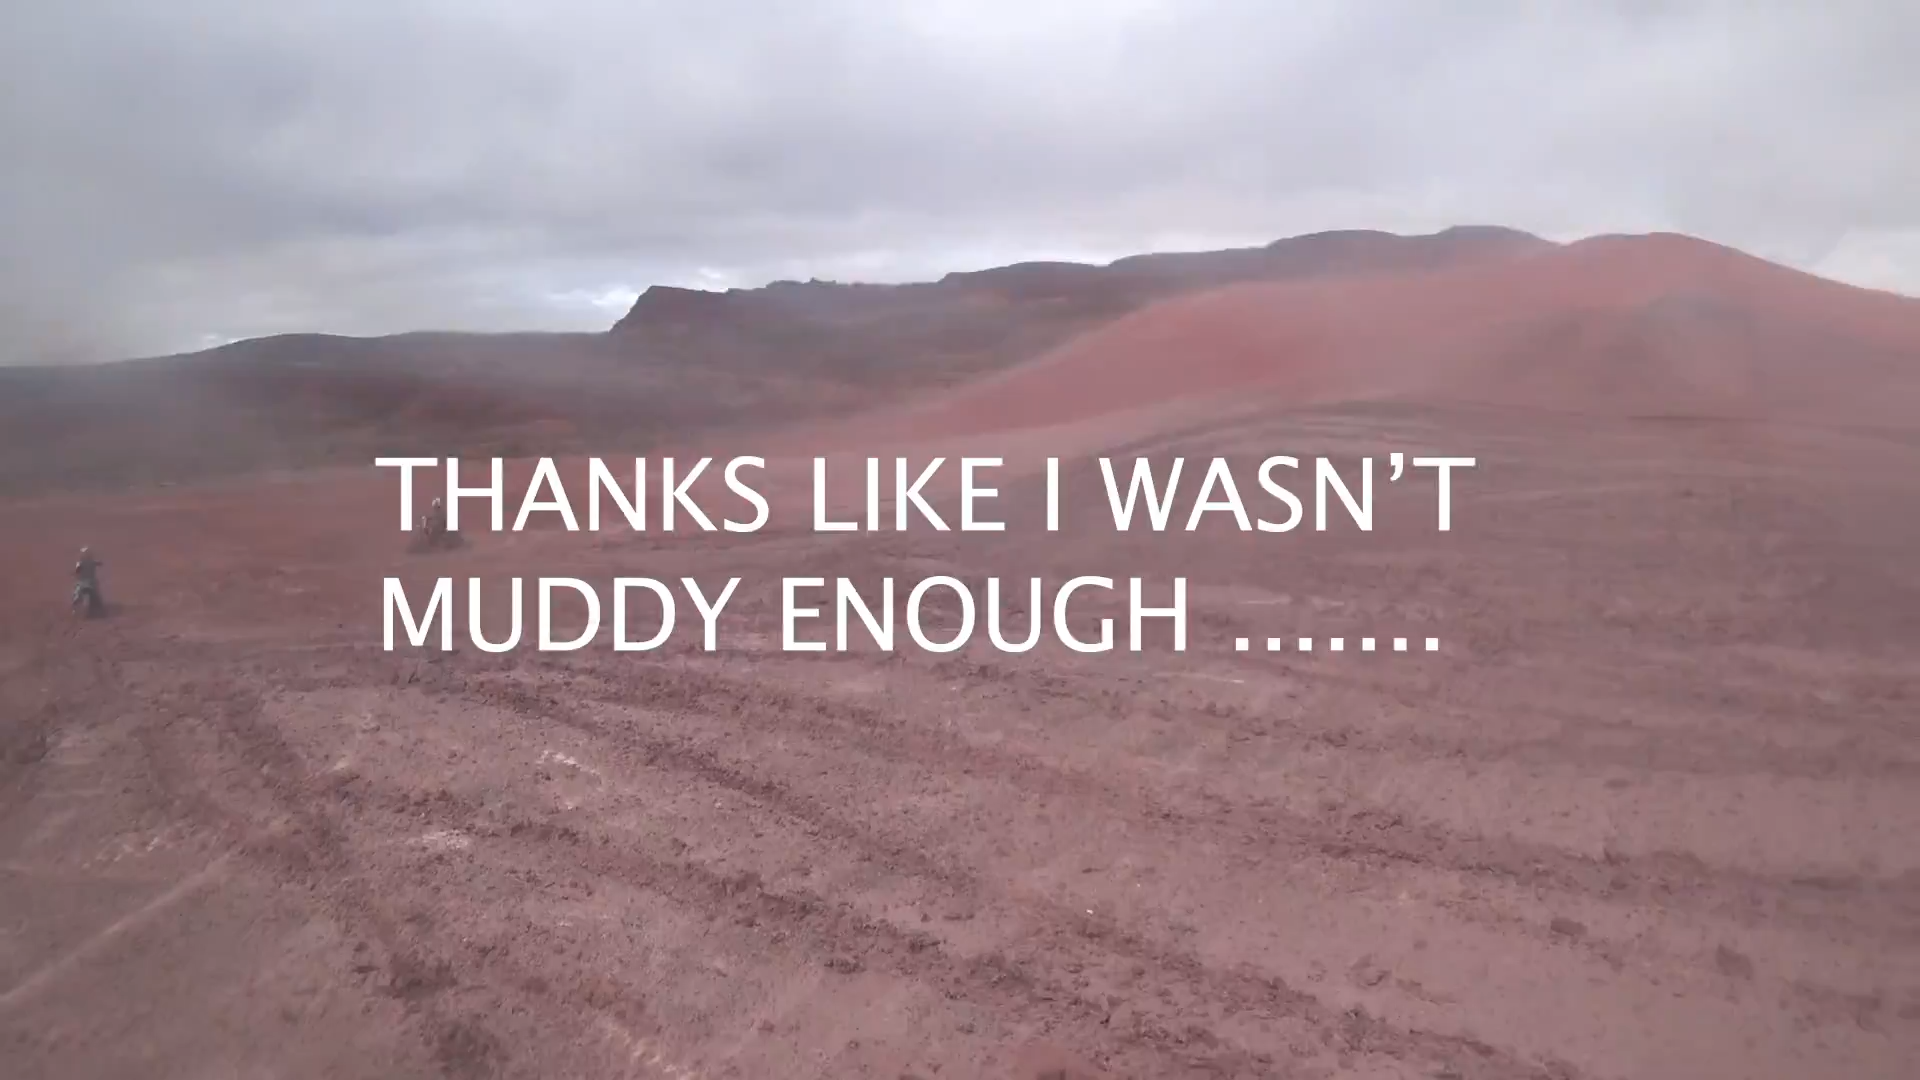 THANKS LIKE I WASN’T
MUDDY ENOUGH .......